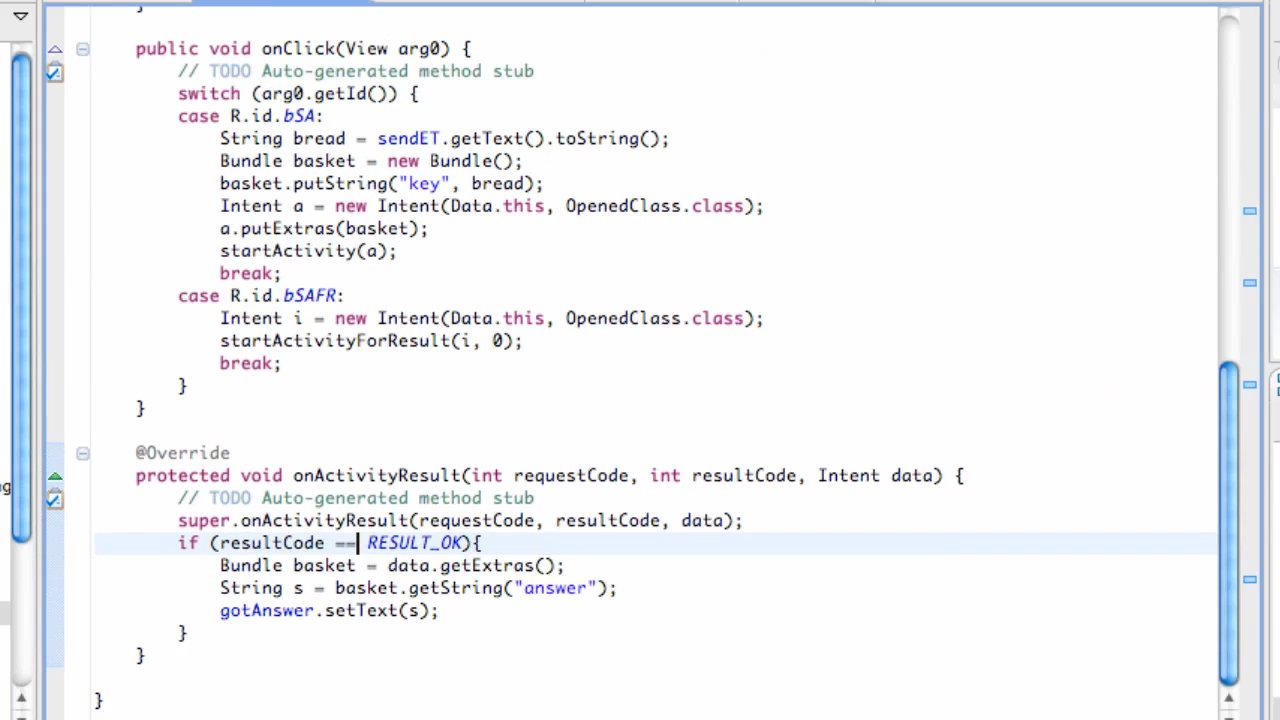 }
public void onClick(View arg0) {
// TODO Auto-generated method stub
switch (arg0.getId()) {
case R.id.bSA:
String bread = sendET.getText().toString();
Bundle basket = new Bundle();
basket.putString("key", bread);
Intent a = new Intent(Data.this, OpenedClass.class);
a.putExtras(basket);
startActivity(a);
break;
case R.id.bSAFR:
Intent i = new Intent(Data.this, OpenedClass.class);
startActivityForResult(i, 0);
break;
}
}
@Override
protected void onActivityResult(int requestCode, int resultCode, Intent data) {
// TODO Auto-generated method stub
super.onActivityResult(requestCode, resultCode, data);
if (resultCode == RESULT_OK){
Bundle basket = data.getExtras();
String s = basket.getString("answer");
gotAnswer.setText(s);
}
}
}